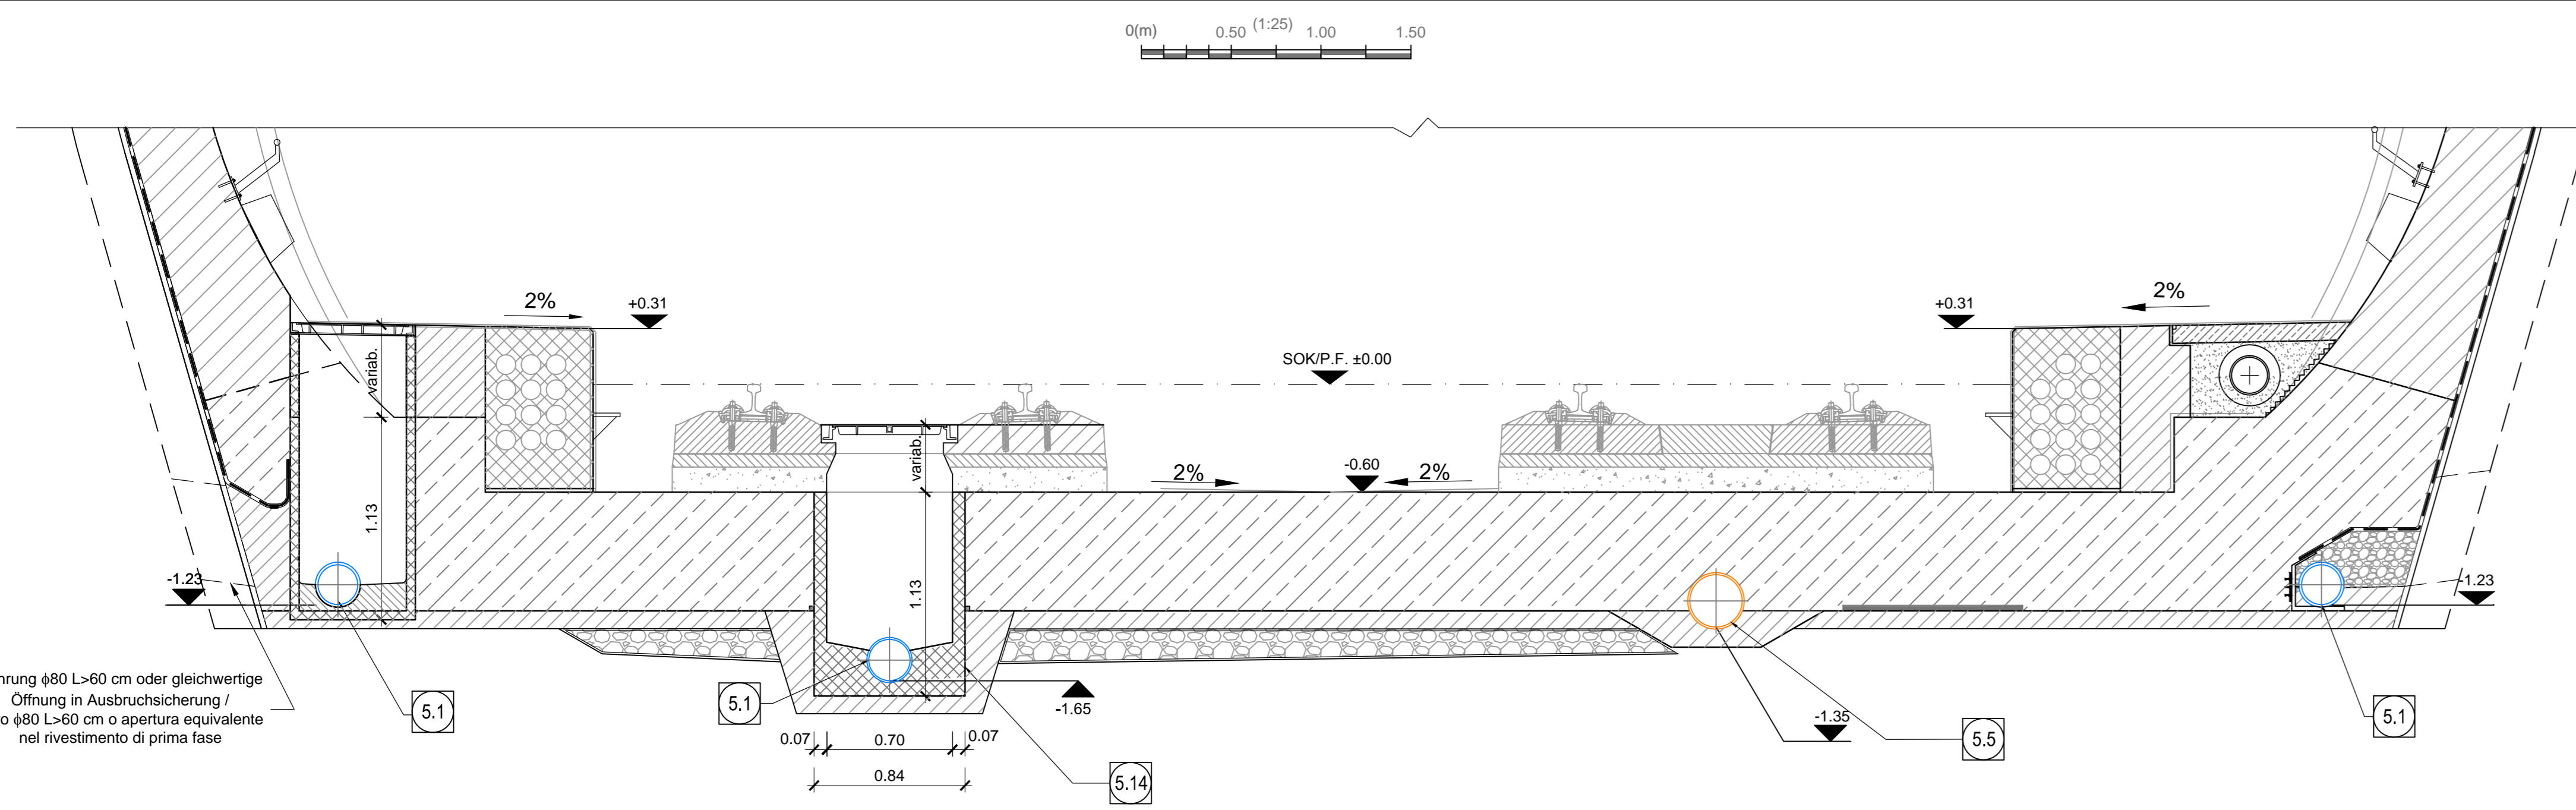 (1:25)
0(m) 0.50 1.00 1.50
2% 2%
+0.31 +0.31
SOK/P.F. ±0.00
variab.
variab.
2% -0.60 2%
1.13
1.13
-1.23 -1.23
φ80 L>60 cm oder gleichwertige
Öffnung in Ausbruchsicherung /
φ80 L>60 cm o apertura equivalente
nel rivestimento di prima fase
5.1
5.1
-1.65
-1.35
5.5
5.1
0.07 0.70 0.07
0.84
5.14